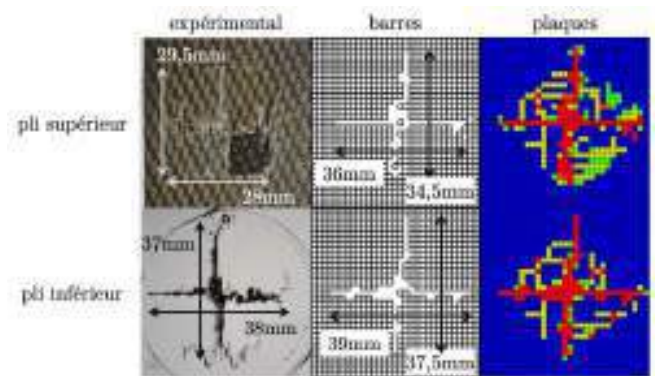 expérimental barres plaques
29,5mm
pli supérieur
28mm
36mm
34,5mm
37mm
pli inférieur
38mm
39mm
37,5mm